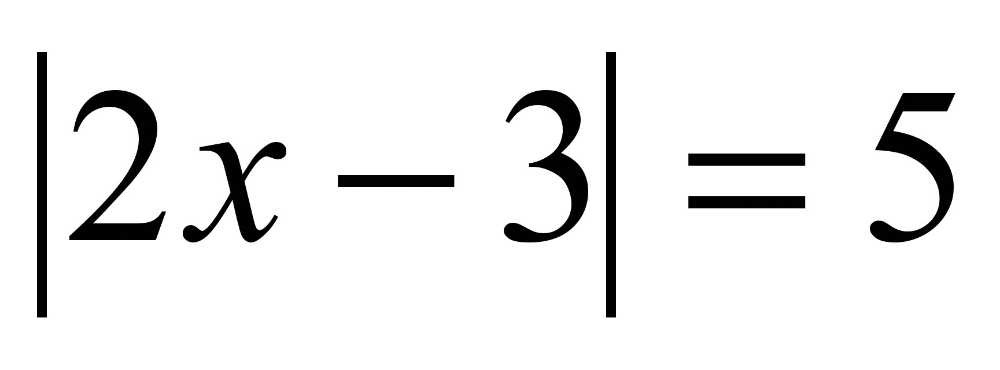 |2x − 3| = 5